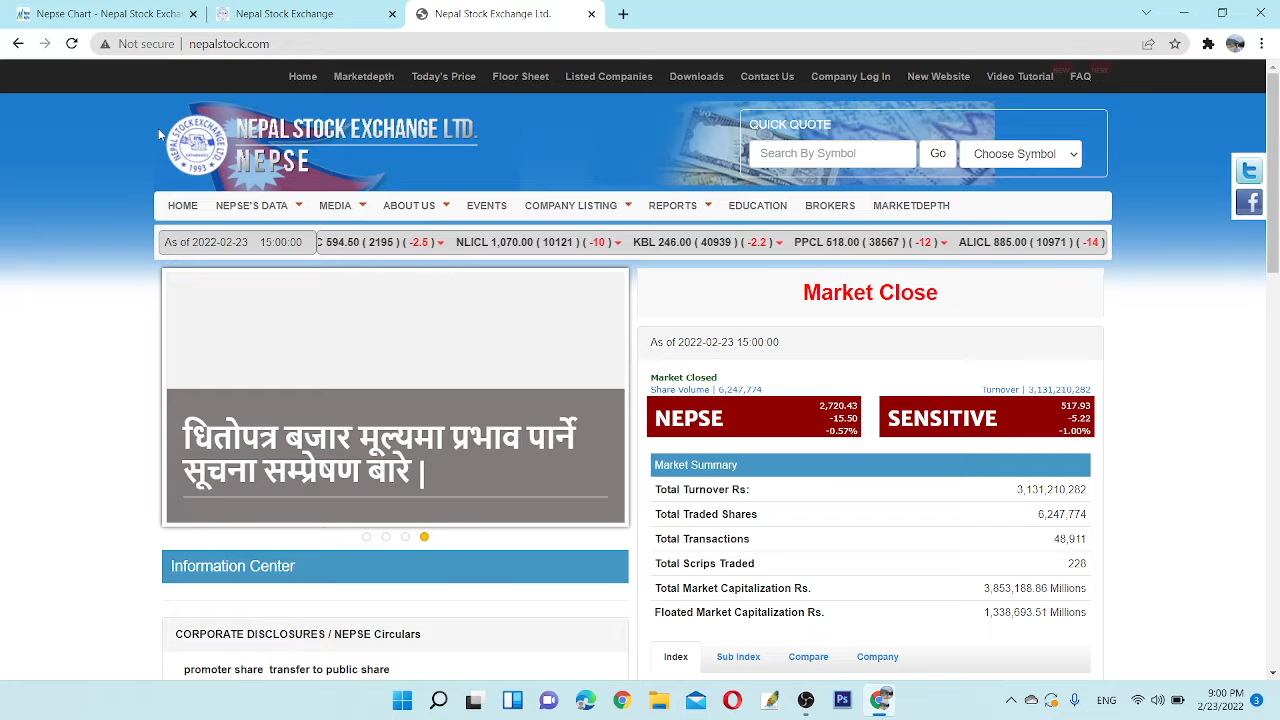 Nepse Chart - Nepse Data - Excha
Nepal Stock Exchange
Nepal Stock Exchange Ltd.
Not secure | nepalstock.com
Home Marketdepth Today's Price Floor Sheet Listed Companies Downloads Contact Us Company Log In New Website Video Tutorial NEW FAQ NEW
NEPAL STOCK EXCHANGE LTD.
NEPSE
NEPAL STOCK EXCHANGE LTD
1993
QUICK QUOTE
Search By Symbol Go Choose Symbol
HOME NEPSE'S DATA MEDIA ABOUT US EVENTS COMPANY LISTING REPORTS EDUCATION BROKERS MARKETDEPTH
As of 2022-02-23 15:00:00 C 594.50 ( 2195 ) ( -2.5 ) NLICL 1,070.00 ( 10121 ) ( -10 ) KBL 246.00 ( 40939 ) ( -2.2 ) PPCL 518.00 ( 38567 ) ( -12 ) ALICL 885.00 ( 10971 ) ( -14 )
धितोपत्र बजार मूल्यमा प्रभाव पार्ने
सूचना सम्प्रेषण बारे |
Information Center
CORPORATE DISCLOSURES / NEPSE Circulars
promoter share transfer to public share
Market Close
As of 2022-02-23 15:00:00
Market Closed
Share Volume | 6,247,774 Turnover | 3,131,210,282
NEPSE 2,720.43 -15.50 -0.57%
SENSITIVE 517.93 -5.22 -1.00%
Market Summary
Total Turnover Rs: 3,131,210,282
Total Traded Shares 6,247,774
Total Transactions 48,911
Total Scrips Traded 228
Total Market Capitalization Rs. 3,853,188.86 Millions
Floated Market Capitalization Rs. 1,338,693.51 Millions
Index Sub Index Compare Company
Ps
ENG
9:00 PM
2/23/2022
3